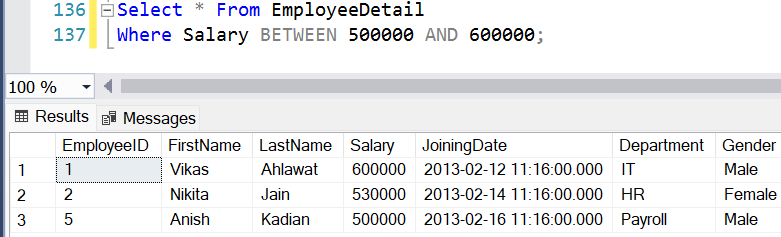 136 Select * From EmployeeDetail
137 Where Salary BETWEEN 500000 AND 600000;
100 %
Results Messages
EmployeeID FirstName LastName Salary JoiningDate Department Gender
1 1 Vikas Ahlawat 600000 2013-02-12 11:16:00.000 IT Male
2 2 Nikita Jain 530000 2013-02-14 11:16:00.000 HR Female
3 5 Anish Kadian 500000 2013-02-16 11:16:00.000 Payroll Male